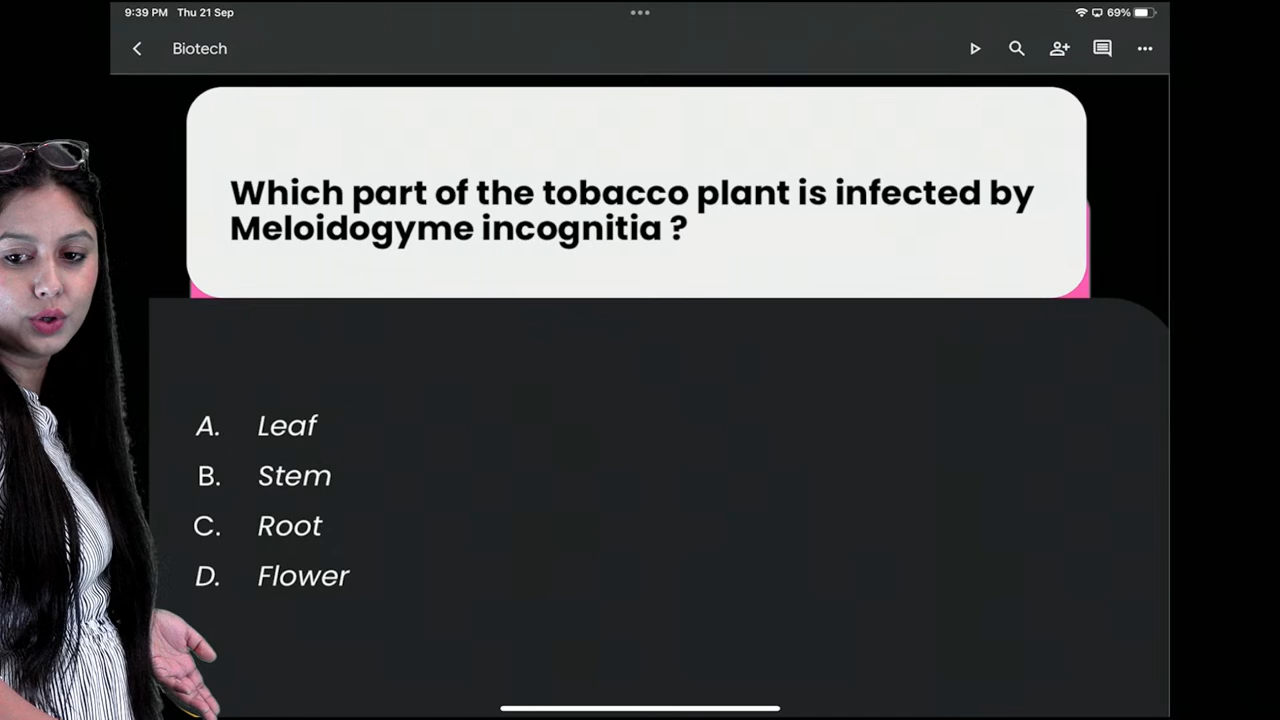 9:39 PM Thu 21 Sep
69%
Biotech
Which part of the tobacco plant is infected by
Meloidogyme incognitia ?
A. Leaf
B. Stem
C. Root
D. Flower